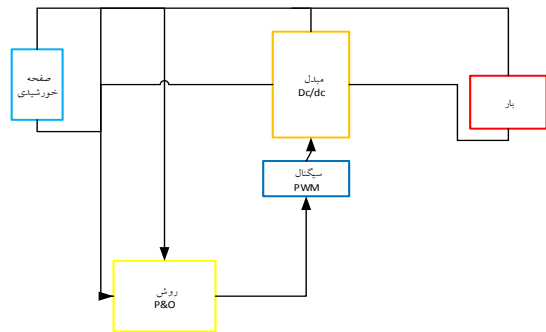 صفحه
خورشیدی
مبدل
Dc/dc
بار
سیگنال
PWM
روش
P&O